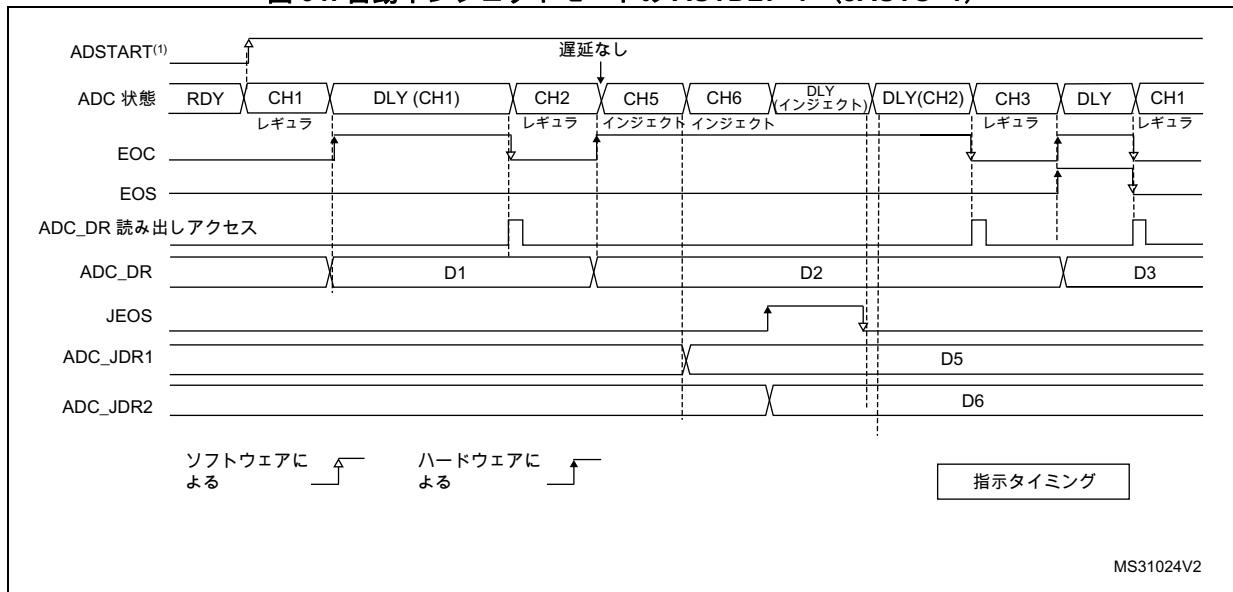 ADSTART(1)
遅延なし
ADC 状態 RDY CH1 DLY (CH1) CH2 CH5 CH6 DLY (インジェクト) DLY(CH2) CH3 DLY CH1
レギュラ レギュラ インジェクト インジェクト レギュラ レギュラ
EOC
EOS
ADC_DR 読み出しアクセス
ADC_DR D1 D2 D3
JEOS
ADC_JDR1 D5
ADC_JDR2 D6
ソフトウェアに
よる
ハードウェアに
よる
指示タイミング
MS31024V2